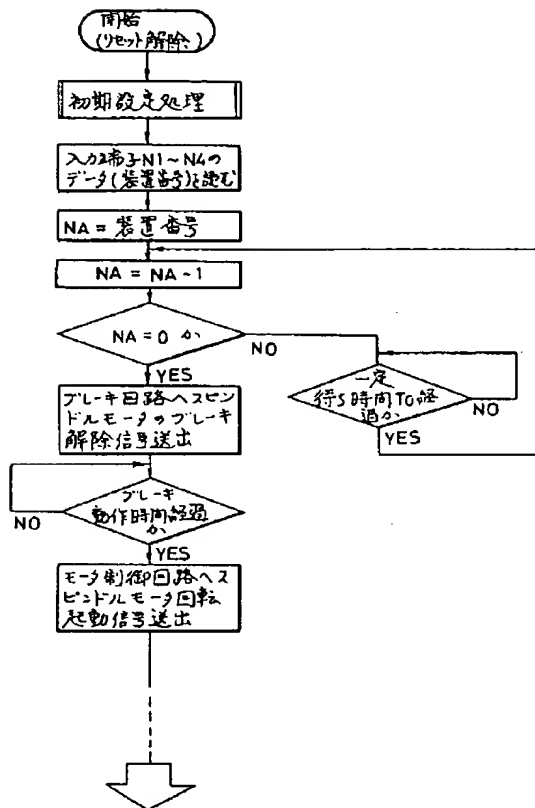 開始
(リセット解除)
初期設定処理
入力端子N1~N4の
データ(装置番号)を読む
NA = 装置番号
NA = NA - 1
NA = 0 か
NO
YES
一定
待ち時間T0経
過か
NO
YES
ブレーキ回路へスピン
ドルモータのブレーキ
解除信号送出
ブレーキ
動作時間経過
か
NO
YES
モータ制御回路へス
ピンドルモータ回転
起動信号送出